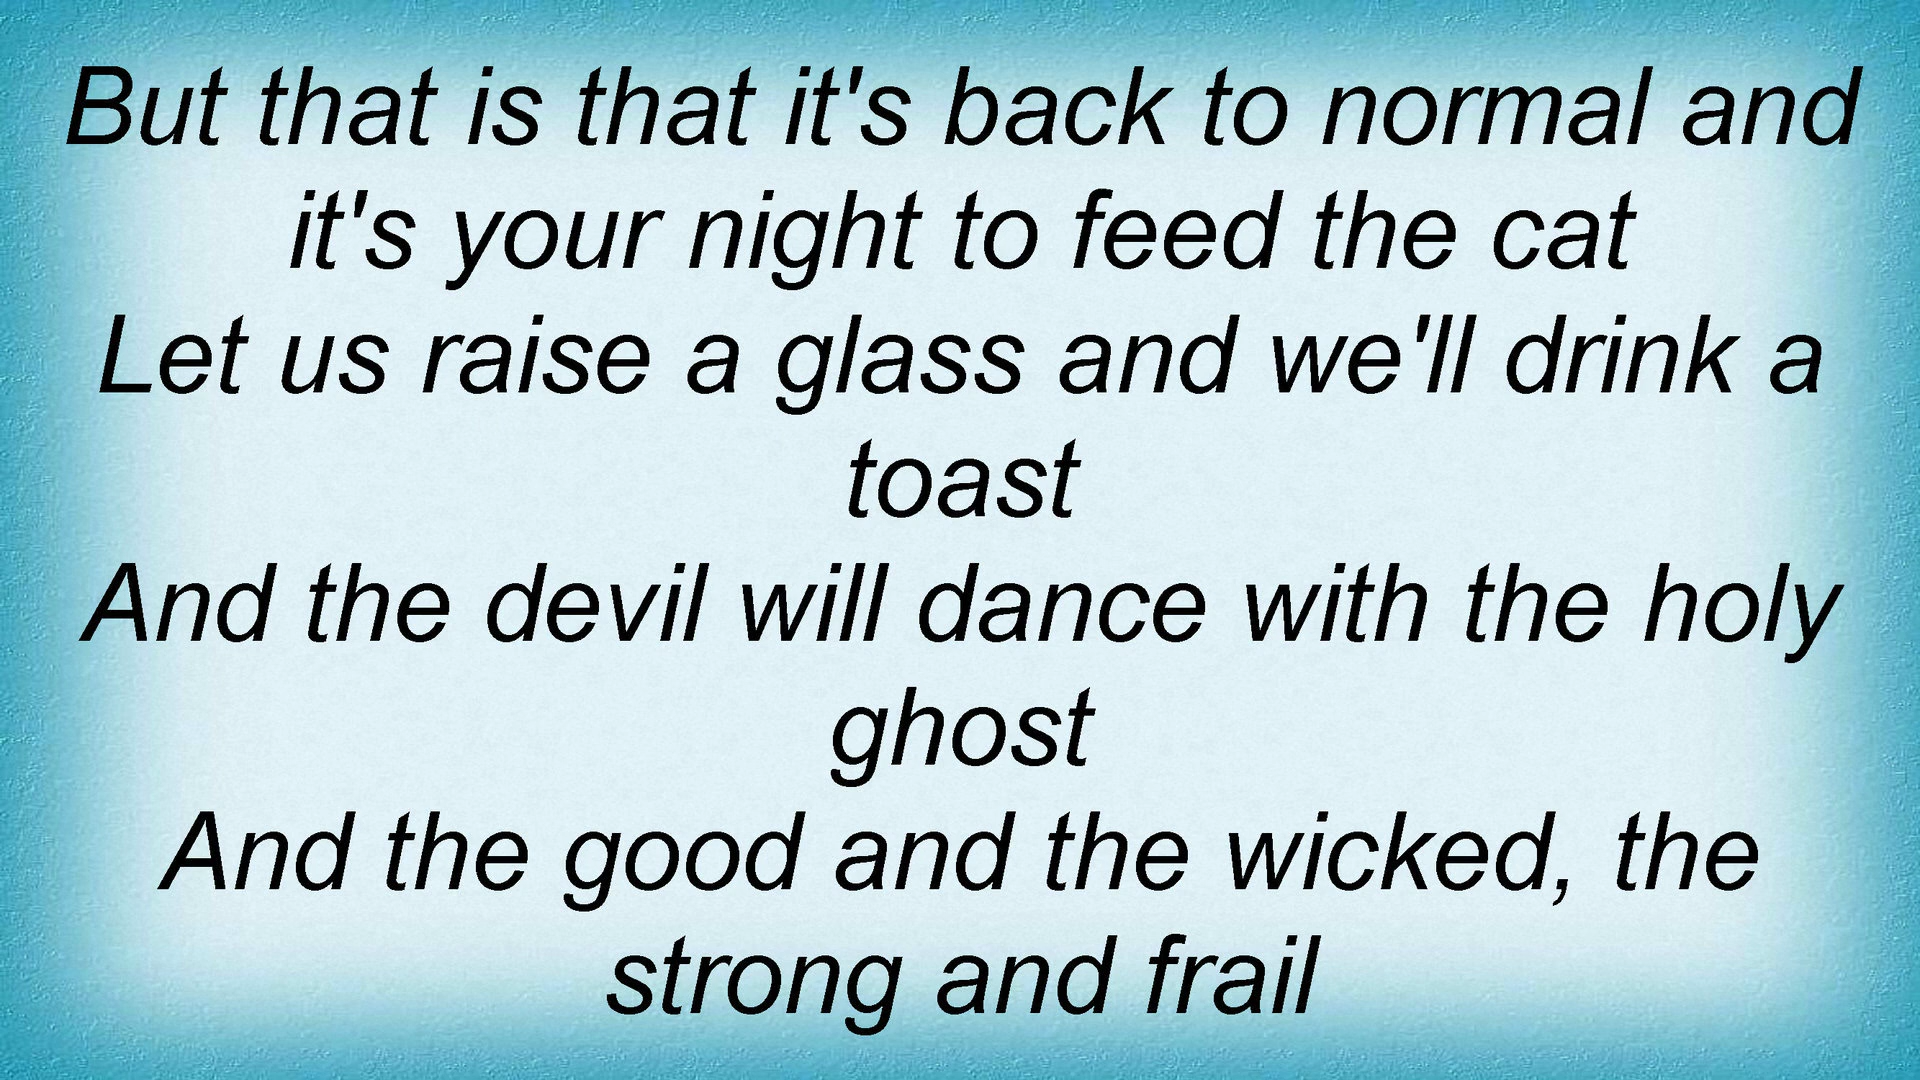 But that is that it's back to normal and
it's your night to feed the cat
Let us raise a glass and we'll drink a
toast
And the devil will dance with the holy
ghost
And the good and the wicked, the
strong and frail